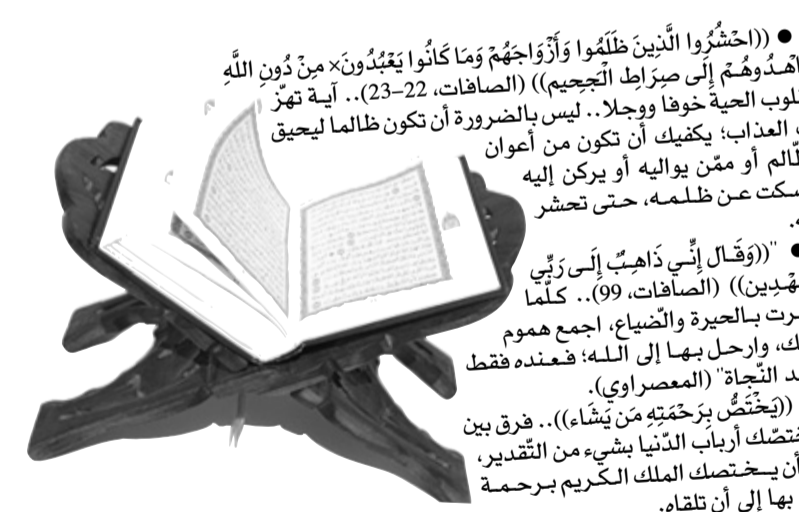 ● ((احْشُرُوا الَّذِينَ ظَلَمُوا وَأَزْوَاجَهُمْ وَمَا كَانُوا يَعْبُدُونَ× مِنْ دُونِ اللَّهِ
اهْدُوهُمْ إِلَى صِرَاطِ الْجَحِيم)) (الصافات، 22–23).. آية تهزّ
لوب الحية خوفا ووجلا.. ليس بالضرورة أن تكون ظالما ليحيق
العذاب؛ يكفيك أن تكون من أعوان
ظّالم أو ممّن يواليه أو يركن إليه
سكت عن ظلمه، حتى تحشر
● "((وَقَالَ إِنِّي ذَاهِبٌ إِلَى رَبِّي
هْدِين)) (الصافات، 99).. كلّما
رت بالحيرة والضّياع، اجمع هموم
ك، وارحل بها إلى الله؛ فعنده فقط
د النّجاة" (المعصراوي).
((يَخْتَصُّ بِرَحْمَتِهِ مَن يَشَاء)).. فرق بين
ختصّك أرباب الدّنيا بشيء من التّقدير،
أن يختصك الملك الكريم برحمة
بها إلى أن تلقاه.